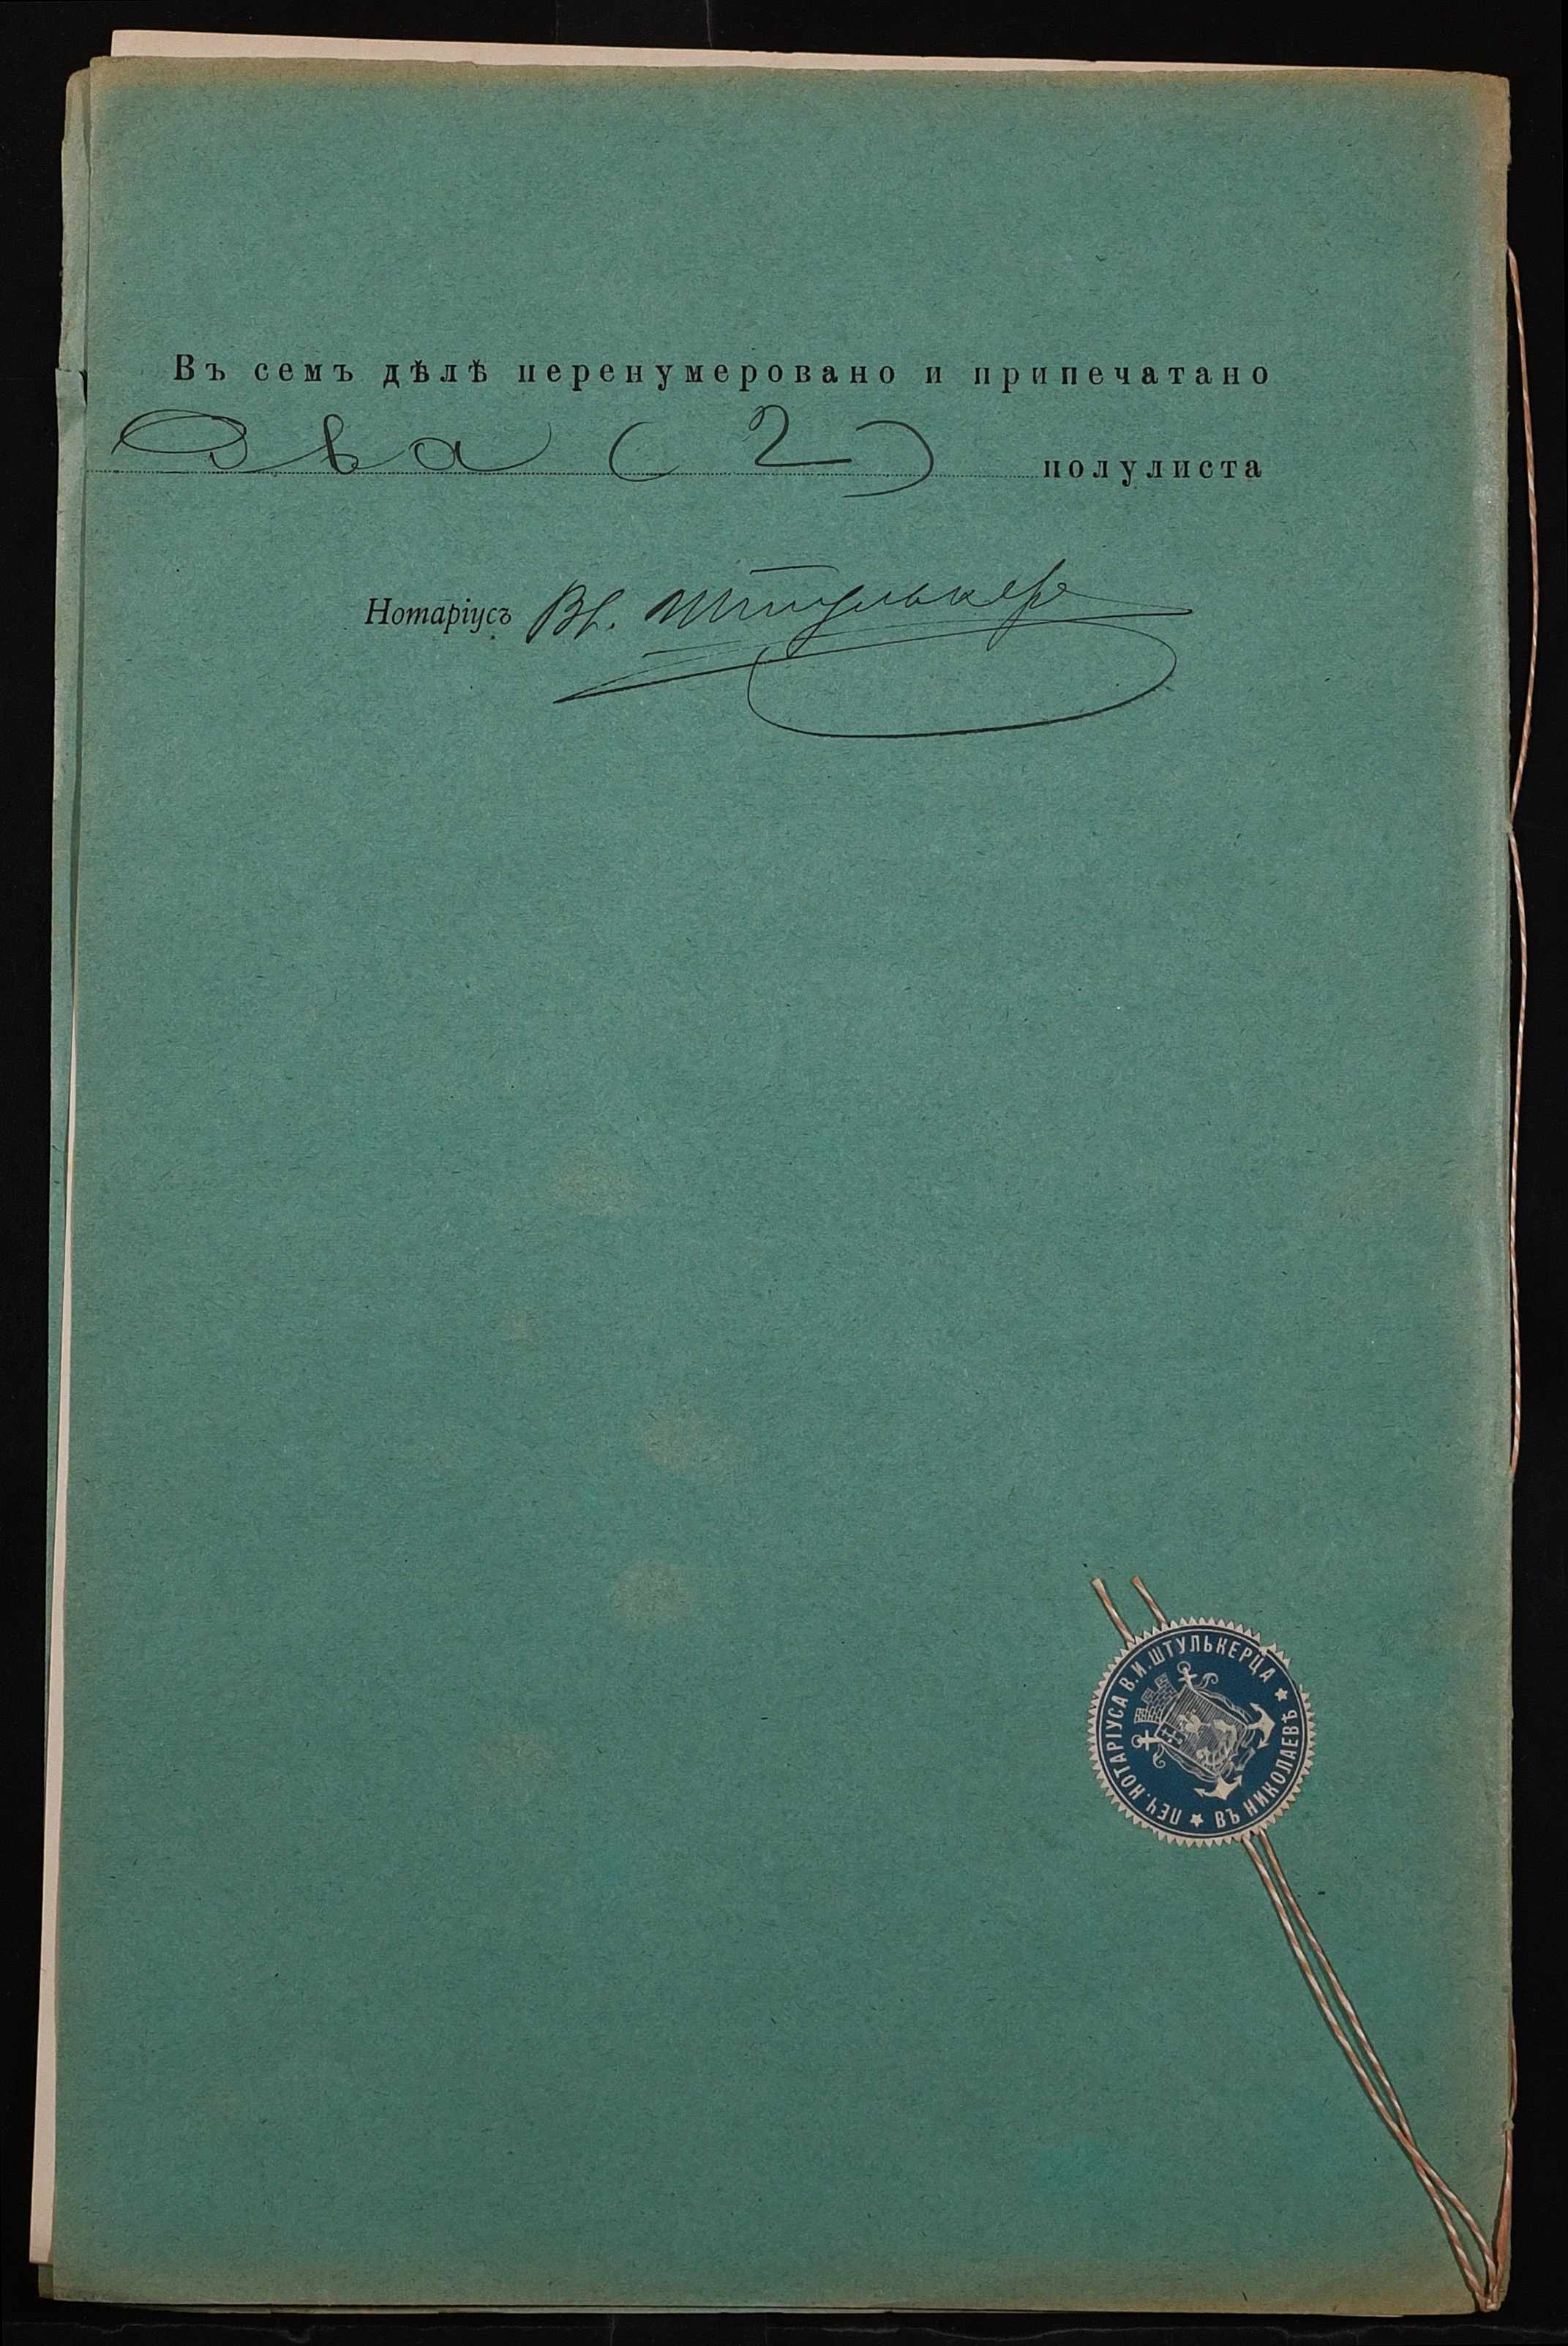 Въ семъ дѣлѣ перенумеровано и припечатано
Два (2) полулиста
Нотаріусъ Вл. Штулькерц
ПЕЧ. НОТАРІУСА В. И. ШТУЛЬКЕРЦА ★
ВЪ НИКОЛАЕВѢ ★